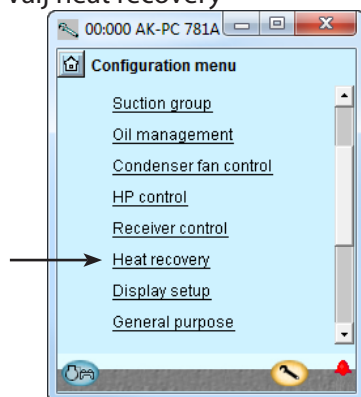 Välj heat recovery
00:000 AK-PC 781A
Configuration menu
Suction group
Oil management
Condenser fan control
HP control
Receiver control
Heat recovery
Display setup
General purpose